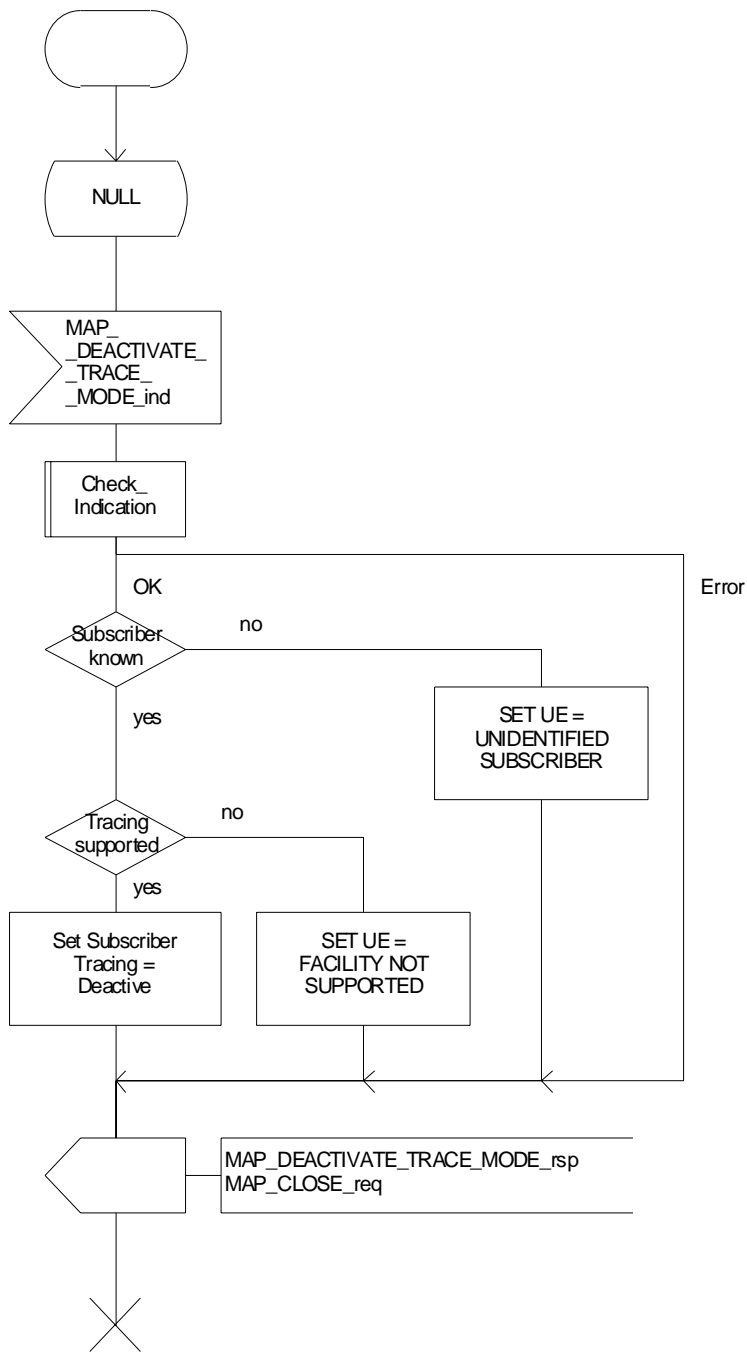 NULL
MAP_
_DEACTIVATE_
_TRACE_
_MODE_ind
Check_
Indication
OK
Error
Subscriber
known
no
yes
SET UE =
UNIDENTIFIED
SUBSCRIBER
Tracing
supported
no
yes
Set Subscriber
Tracing =
Deactive
SET UE =
FACILITY NOT
SUPPORTED
MAP_DEACTIVATE_TRACE_MODE_rsp
MAP_CLOSE_req